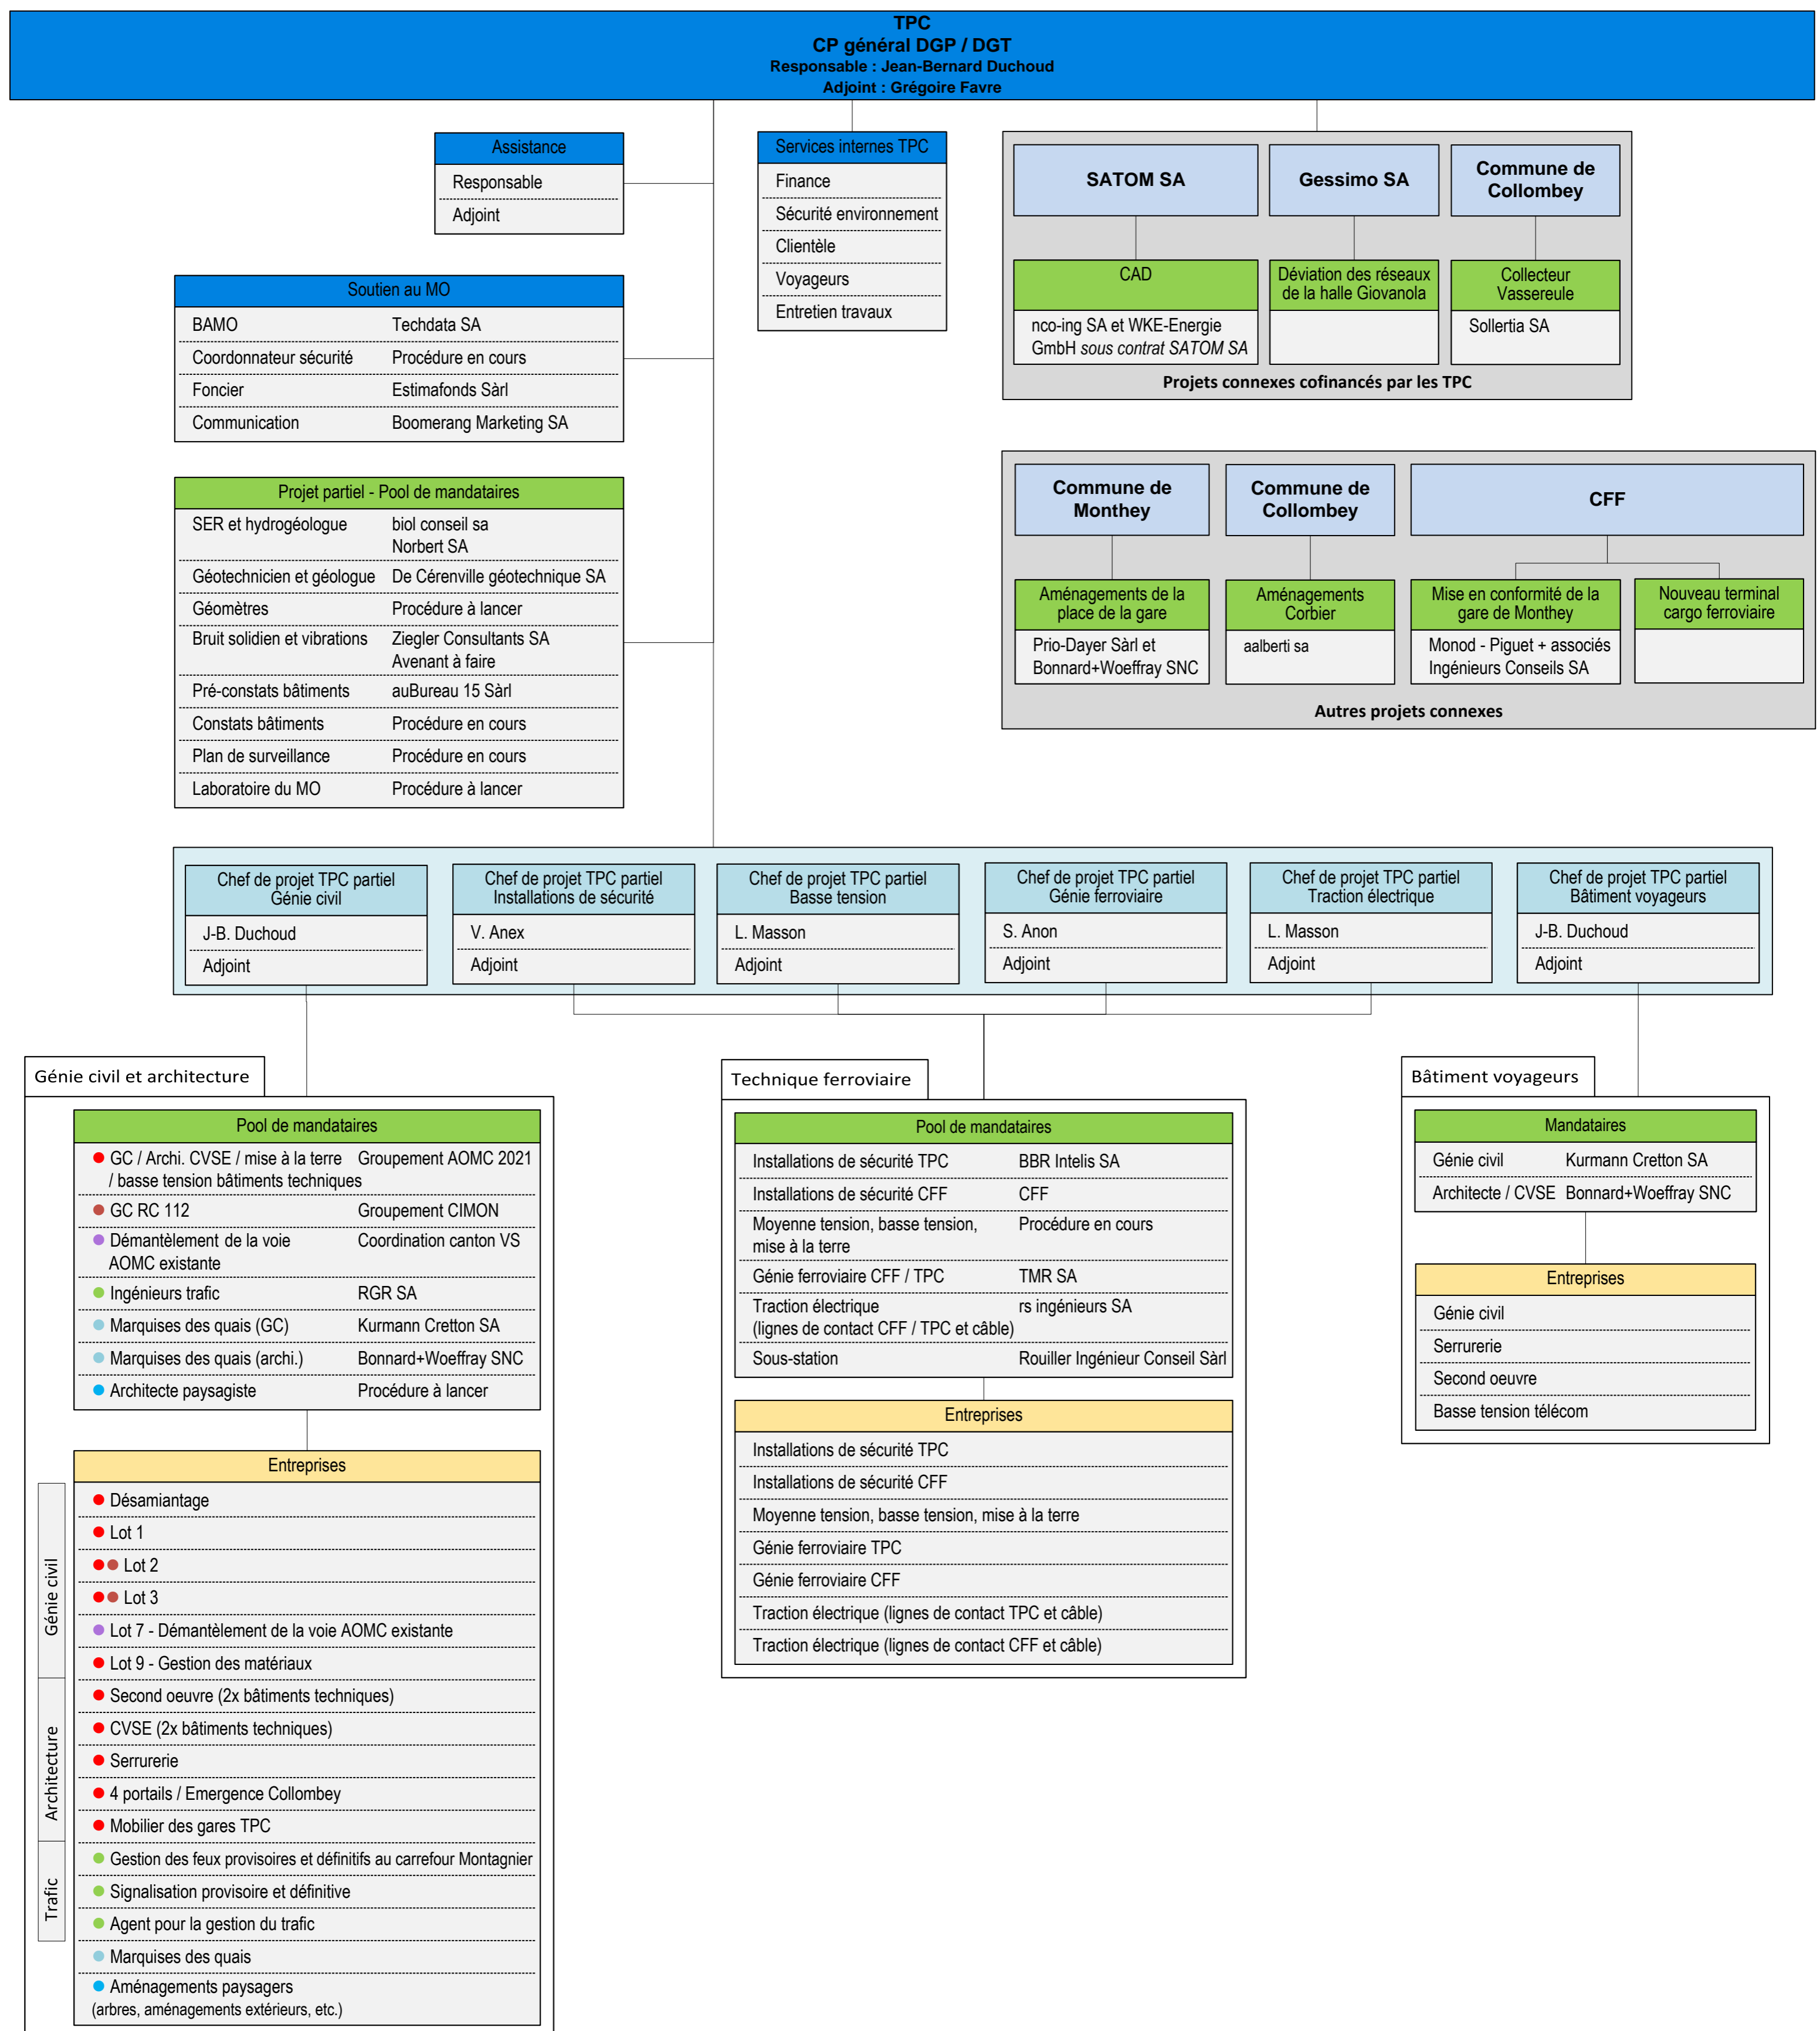 TPC
CP général DGP / DGT
Responsable : Jean-Bernard Duchoud
Adjoint : Grégoire Favre
Assistance
Responsable
Adjoint
Services internes TPC
Finance
Sécurité environnement
Clientèle
Voyageurs
Entretien travaux
SATOM SA
Gessimo SA
Commune de
Collombey
CAD
nco-ing SA et WKE-Energie
GmbH sous contrat SATOM SA
Déviation des réseaux
de la halle Giovanola
Collecteur
Vassereule
Sollertia SA
Projets connexes cofinancés par les TPC
Soutien au MO
BAMO Techdata SA
Coordonnateur sécurité Procédure en cours
Foncier Estimafonds Sàrl
Communication Boomerang Marketing SA
Projet partiel - Pool de mandataires
SER et hydrogéologue biol conseil sa
Norbert SA
Géotechnicien et géologue De Cérenville géotechnique SA
Géomètres Procédure à lancer
Bruit solidien et vibrations Ziegler Consultants SA
Avenant à faire
Pré-constats bâtiments auBureau 15 Sàrl
Constats bâtiments Procédure en cours
Plan de surveillance Procédure en cours
Laboratoire du MO Procédure à lancer
Commune de
Monthey
Commune de
Collombey
CFF
Aménagements de la
place de la gare
Prio-Dayer Sàrl et
Bonnard+Woeffray SNC
Aménagements
Corbier
aalberti sa
Mise en conformité de la
gare de Monthey
Monod - Piguet + associés
Ingénieurs Conseils SA
Nouveau terminal
cargo ferroviaire
Autres projets connexes
Chef de projet TPC partiel
Génie civil
J-B. Duchoud
Adjoint
Chef de projet TPC partiel
Installations de sécurité
V. Anex
Adjoint
Chef de projet TPC partiel
Basse tension
L. Masson
Adjoint
Chef de projet TPC partiel
Génie ferroviaire
S. Anon
Adjoint
Chef de projet TPC partiel
Traction électrique
L. Masson
Adjoint
Chef de projet TPC partiel
Bâtiment voyageurs
J-B. Duchoud
Adjoint
Génie civil et architecture
Pool de mandataires
GC / Archi. CVSE / mise à la terre Groupement AOMC 2021
/ basse tension bâtiments techniques
GC RC 112 Groupement CIMON
Démantèlement de la voie Coordination canton VS
AOMC existante
Ingénieurs trafic RGR SA
Marquises des quais (GC) Kurmann Cretton SA
Marquises des quais (archi.) Bonnard+Woeffray SNC
Architecte paysagiste Procédure à lancer
Entreprises
Génie civil
Désamiantage
Lot 1
Lot 2
Lot 3
Lot 7 - Démantèlement de la voie AOMC existante
Lot 9 - Gestion des matériaux
Architecture
Second oeuvre (2x bâtiments techniques)
CVSE (2x bâtiments techniques)
Serrurerie
4 portails / Emergence Collombey
Mobilier des gares TPC
Trafic
Gestion des feux provisoires et définitifs au carrefour Montagnier
Signalisation provisoire et définitive
Agent pour la gestion du trafic
Marquises des quais
Aménagements paysagers
(arbres, aménagements extérieurs, etc.)
Technique ferroviaire
Pool de mandataires
Installations de sécurité TPC BBR Intelis SA
Installations de sécurité CFF CFF
Moyenne tension, basse tension, Procédure en cours
mise à la terre
Génie ferroviaire CFF / TPC TMR SA
Traction électrique rs ingénieurs SA
(lignes de contact CFF / TPC et câble)
Sous-station Rouiller Ingénieur Conseil Sàrl
Entreprises
Installations de sécurité TPC
Installations de sécurité CFF
Moyenne tension, basse tension, mise à la terre
Génie ferroviaire TPC
Génie ferroviaire CFF
Traction électrique (lignes de contact TPC et câble)
Traction électrique (lignes de contact CFF et câble)
Bâtiment voyageurs
Mandataires
Génie civil Kurmann Cretton SA
Architecte / CVSE Bonnard+Woeffray SNC
Entreprises
Génie civil
Serrurerie
Second oeuvre
Basse tension télécom